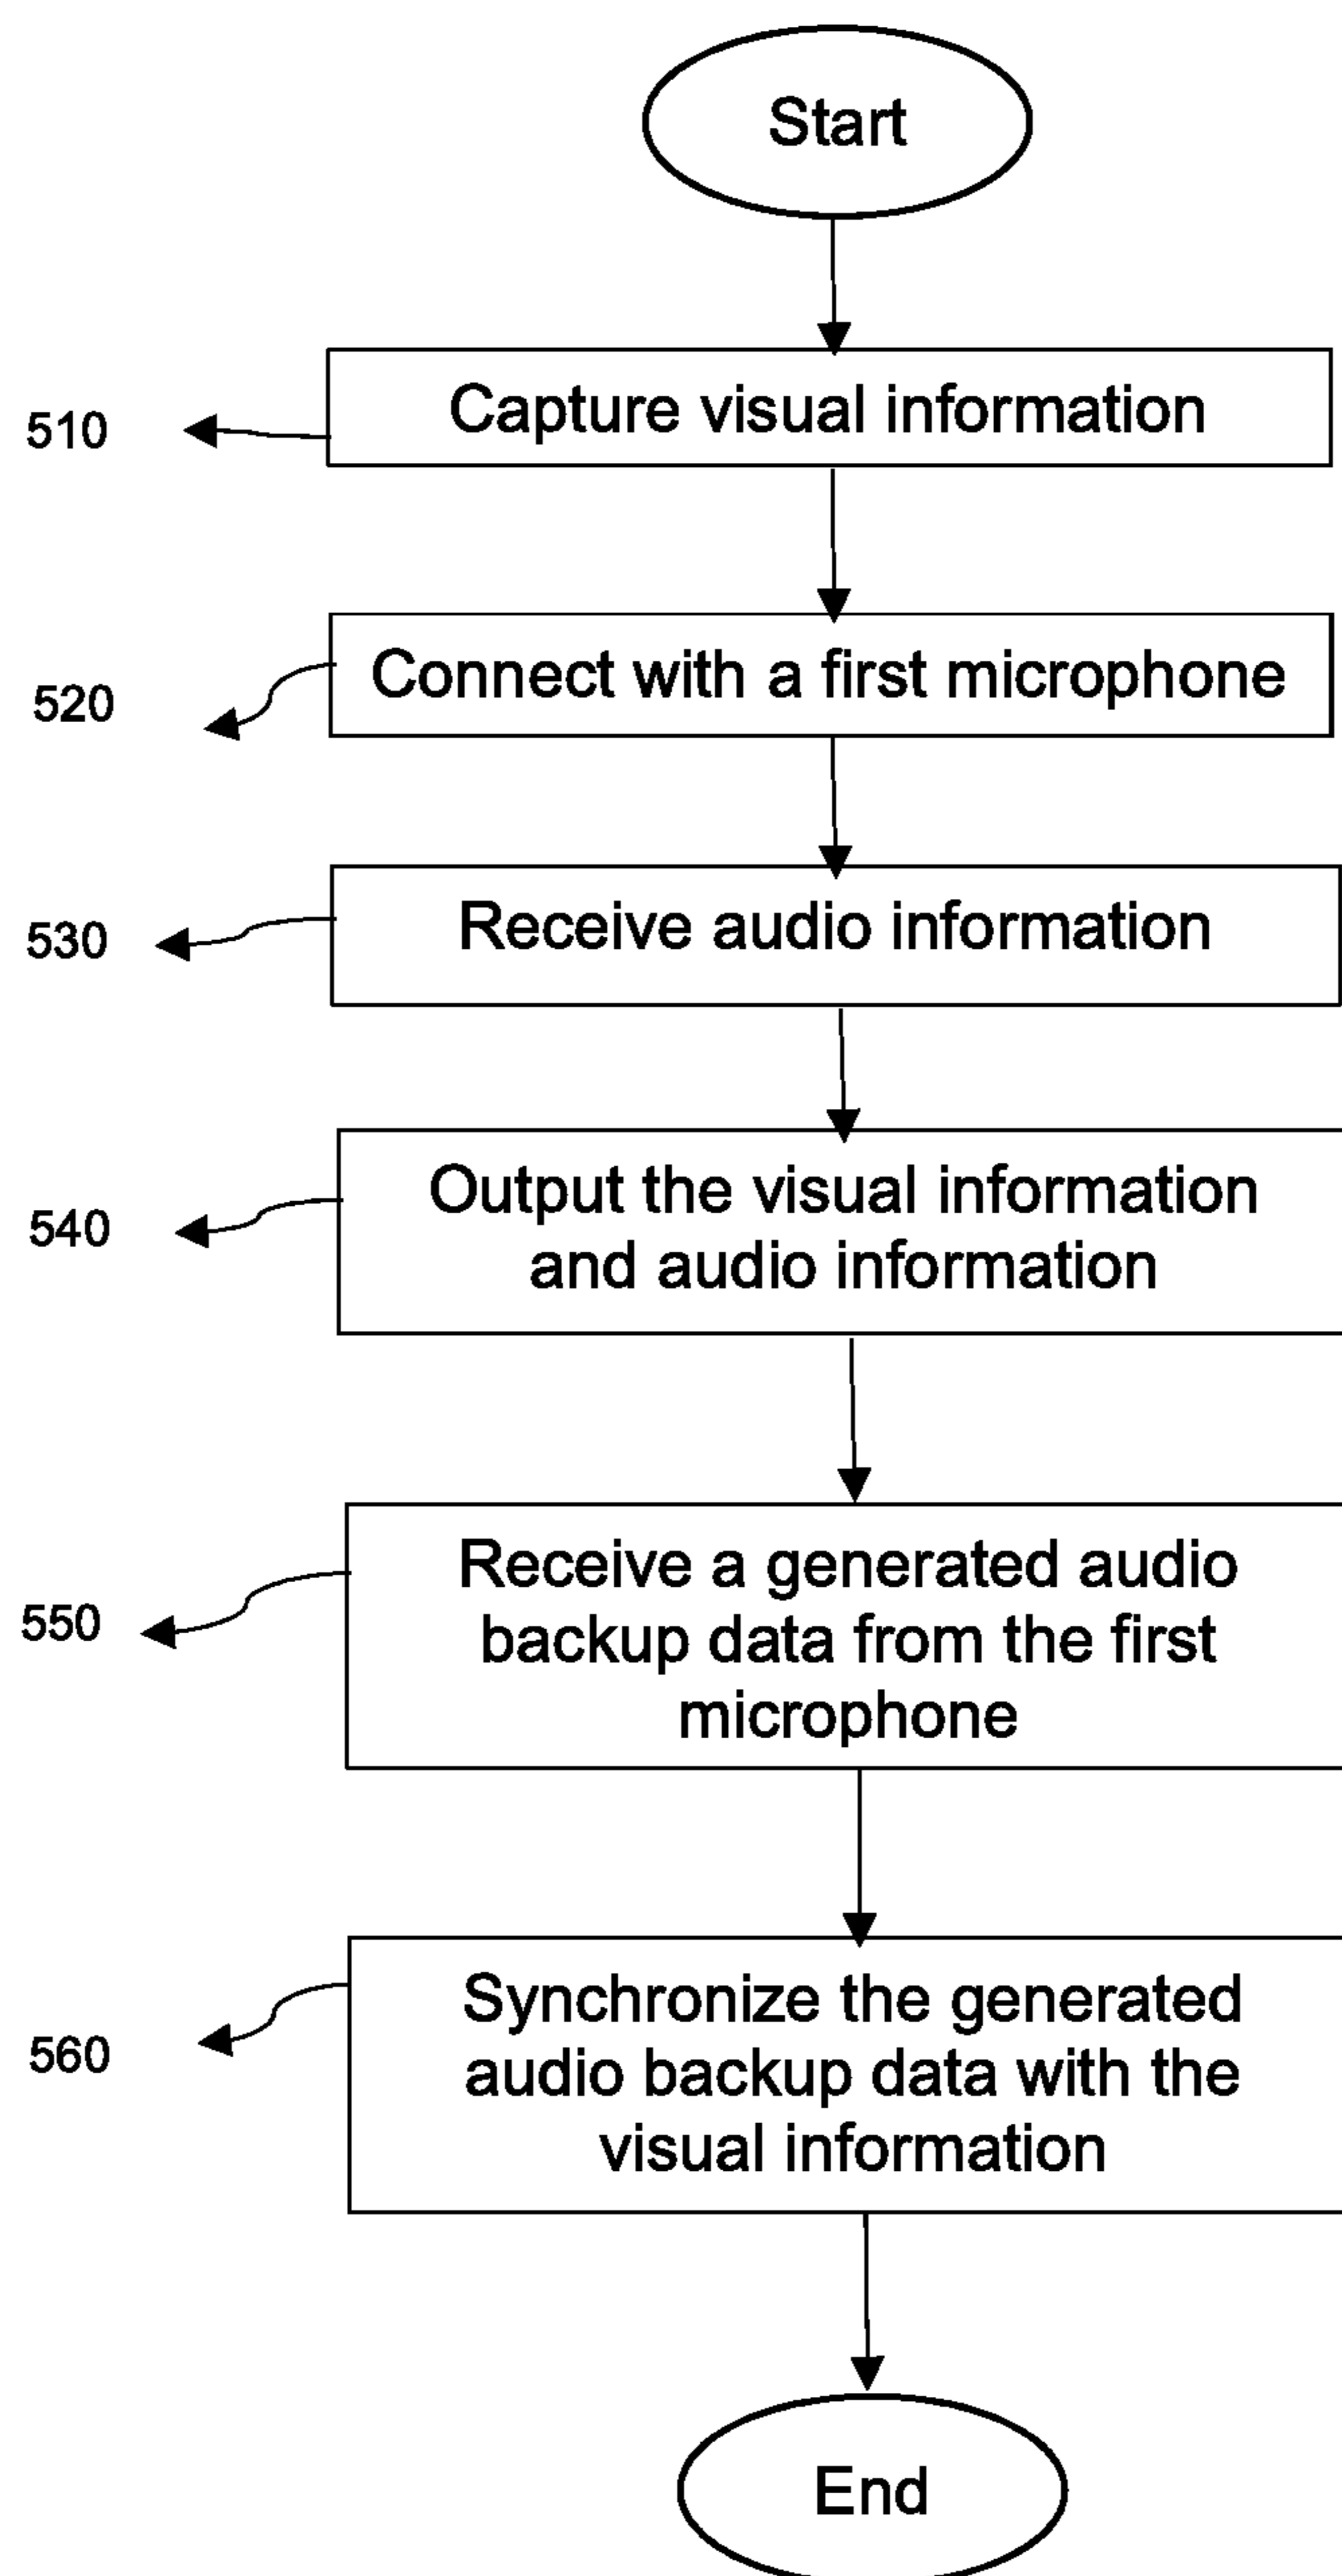 Start
510
Capture visual information
520
Connect with a first microphone
530
Receive audio information
540
Output the visual information
and audio information
550
Receive a generated audio
backup data from the first
microphone
560
Synchronize the generated
audio backup data with the
visual information
End